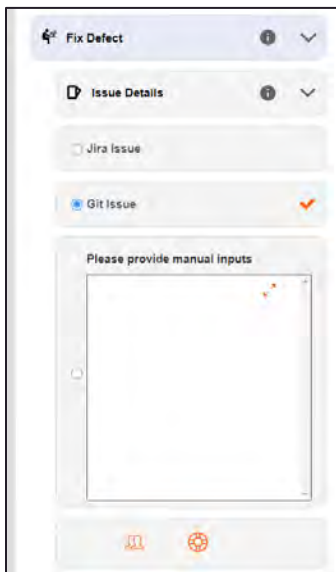 Fix Defect
Issue Details
Jira Issue
Git Issue
Please provide manual inputs